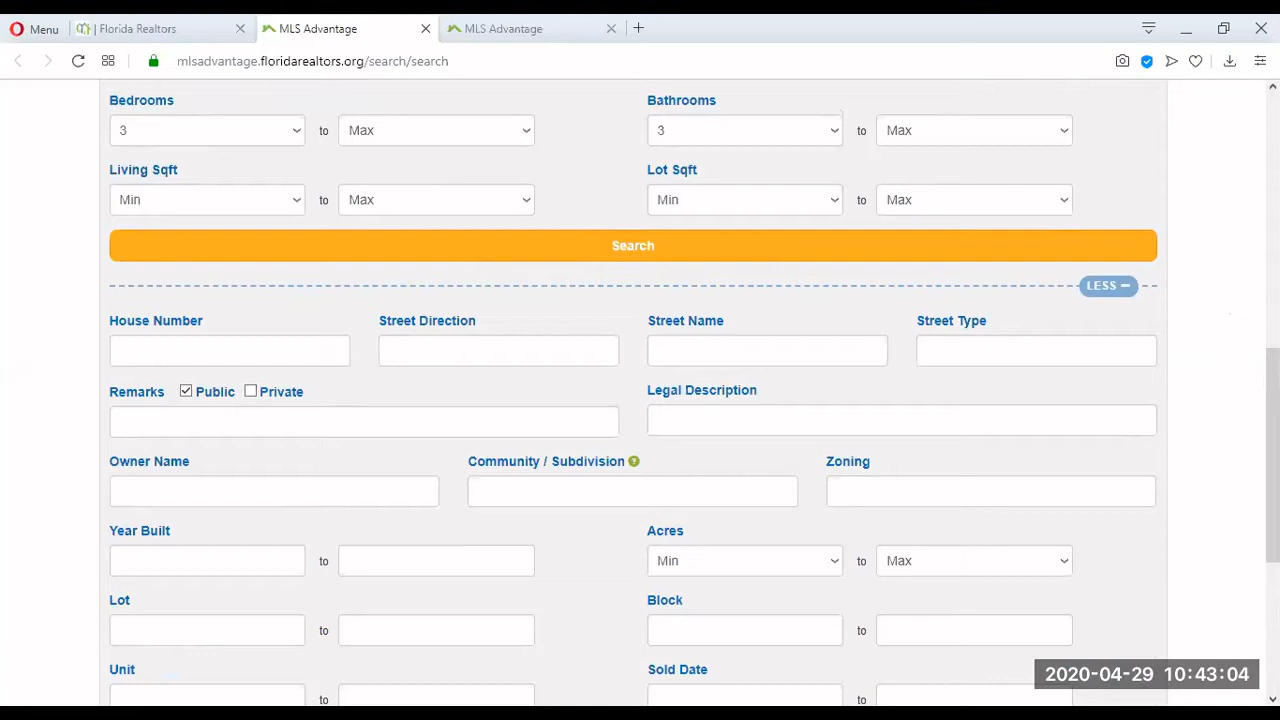 Menu
Florida Realtors
MLS Advantage
MLS Advantage
mlsadvantage.floridarealtors.org/search/search
Bedrooms
Bathrooms
3 to Max
3 to Max
Living Sqft
Lot Sqft
Min to Max
Min to Max
Search
LESS
House Number
Street Direction
Street Name
Street Type
Remarks Public Private
Legal Description
Owner Name
Community / Subdivision ?
Zoning
Year Built
Acres
to
Min to Max
Lot
Block
to
to
Unit
Sold Date
to
to
2020-04-29 10:43:04